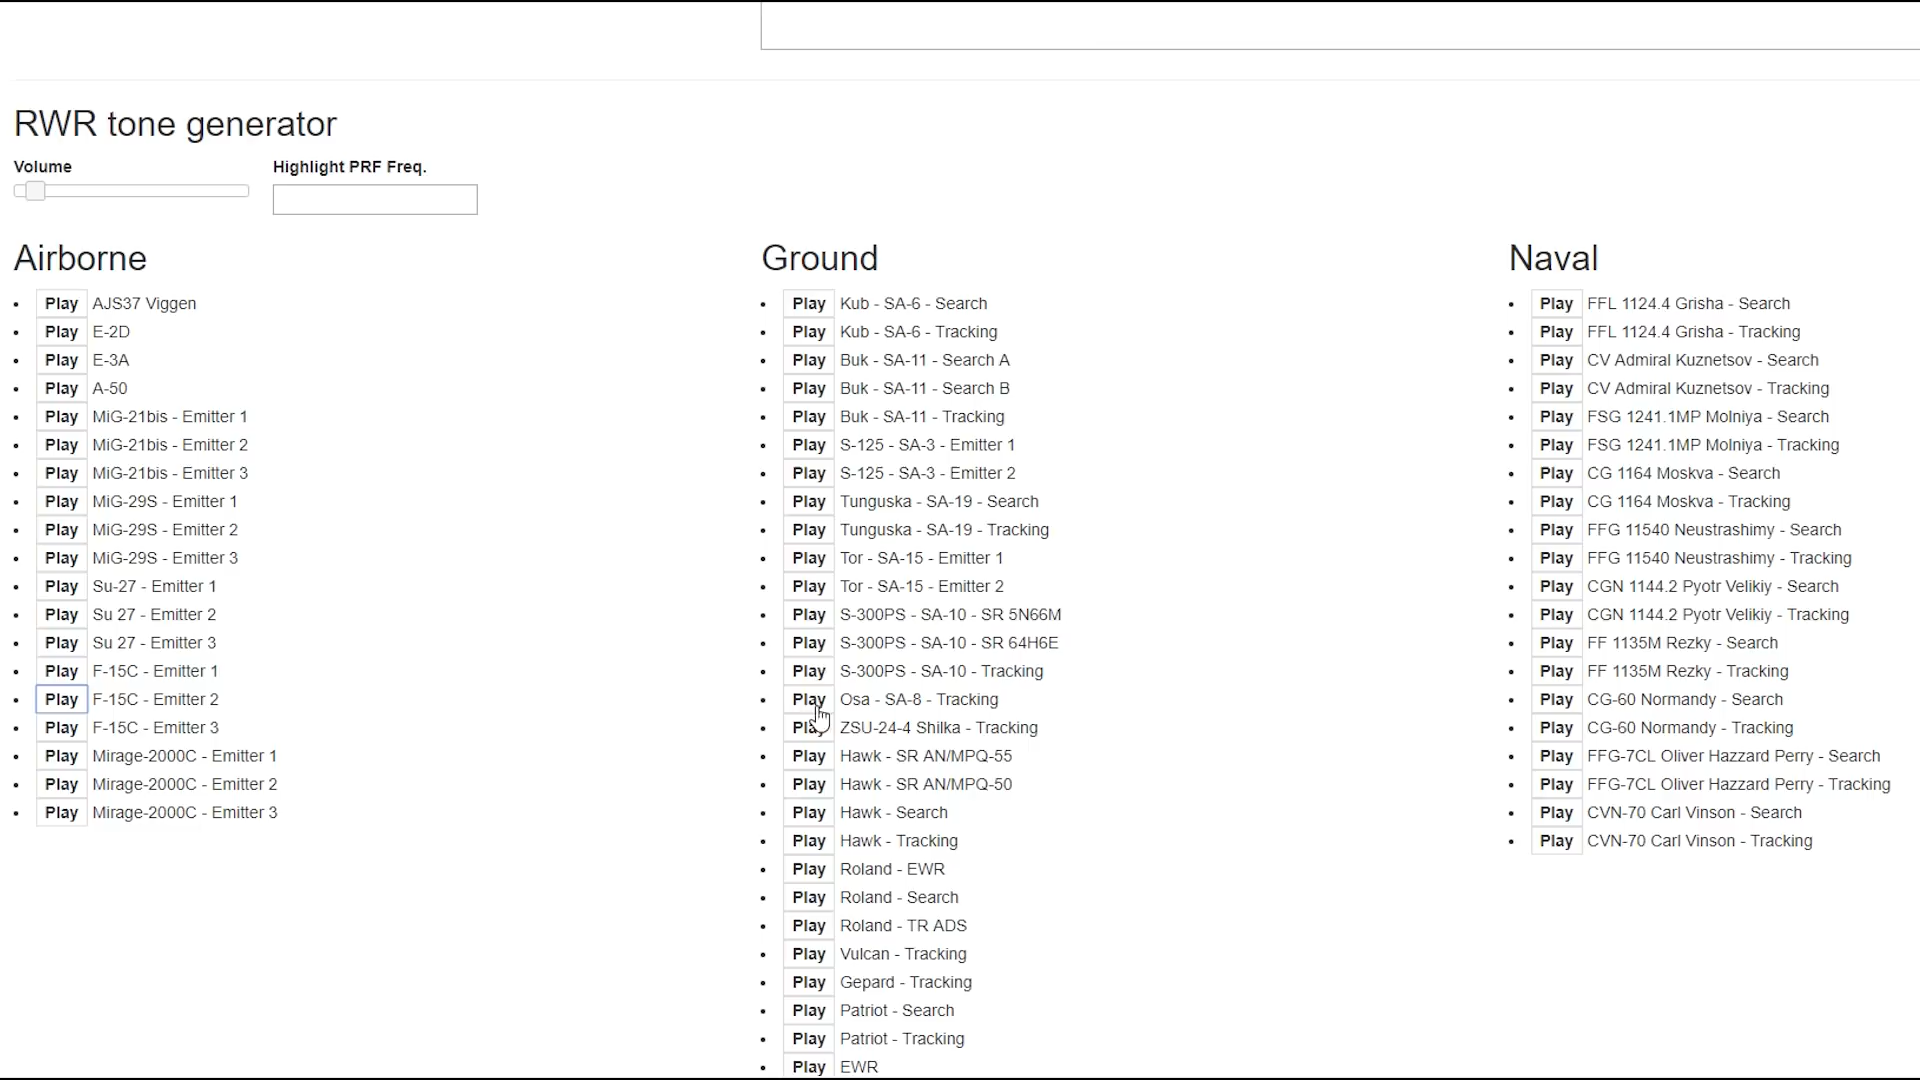 RWR tone generator
Volume
Highlight PRF Freq.
Airborne
Play AJS37 Viggen
Play E-2D
Play E-3A
Play A-50
Play MiG-21bis - Emitter 1
Play MiG-21bis - Emitter 2
Play MiG-21bis - Emitter 3
Play MiG-29S - Emitter 1
Play MiG-29S - Emitter 2
Play MiG-29S - Emitter 3
Play Su-27 - Emitter 1
Play Su 27 - Emitter 2
Play Su 27 - Emitter 3
Play F-15C - Emitter 1
Play F-15C - Emitter 2
Play F-15C - Emitter 3
Play Mirage-2000C - Emitter 1
Play Mirage-2000C - Emitter 2
Play Mirage-2000C - Emitter 3
Ground
Play Kub - SA-6 - Search
Play Kub - SA-6 - Tracking
Play Buk - SA-11 - Search A
Play Buk - SA-11 - Search B
Play Buk - SA-11 - Tracking
Play S-125 - SA-3 - Emitter 1
Play S-125 - SA-3 - Emitter 2
Play Tunguska - SA-19 - Search
Play Tunguska - SA-19 - Tracking
Play Tor - SA-15 - Emitter 1
Play Tor - SA-15 - Emitter 2
Play S-300PS - SA-10 - SR 5N66M
Play S-300PS - SA-10 - SR 64H6E
Play S-300PS - SA-10 - Tracking
Play Osa - SA-8 - Tracking
Play ZSU-24-4 Shilka - Tracking
Play Hawk - SR AN/MPQ-55
Play Hawk - SR AN/MPQ-50
Play Hawk - Search
Play Hawk - Tracking
Play Roland - EWR
Play Roland - Search
Play Roland - TR ADS
Play Vulcan - Tracking
Play Gepard - Tracking
Play Patriot - Search
Play Patriot - Tracking
Play EWR
Naval
Play FFL 1124.4 Grisha - Search
Play FFL 1124.4 Grisha - Tracking
Play CV Admiral Kuznetsov - Search
Play CV Admiral Kuznetsov - Tracking
Play FSG 1241.1MP Molniya - Search
Play FSG 1241.1MP Molniya - Tracking
Play CG 1164 Moskva - Search
Play CG 1164 Moskva - Tracking
Play FFG 11540 Neustrashimy - Search
Play FFG 11540 Neustrashimy - Tracking
Play CGN 1144.2 Pyotr Velikiy - Search
Play CGN 1144.2 Pyotr Velikiy - Tracking
Play FF 1135M Rezky - Search
Play FF 1135M Rezky - Tracking
Play CG-60 Normandy - Search
Play CG-60 Normandy - Tracking
Play FFG-7CL Oliver Hazzard Perry - Search
Play FFG-7CL Oliver Hazzard Perry - Tracking
Play CVN-70 Carl Vinson - Search
Play CVN-70 Carl Vinson - Tracking